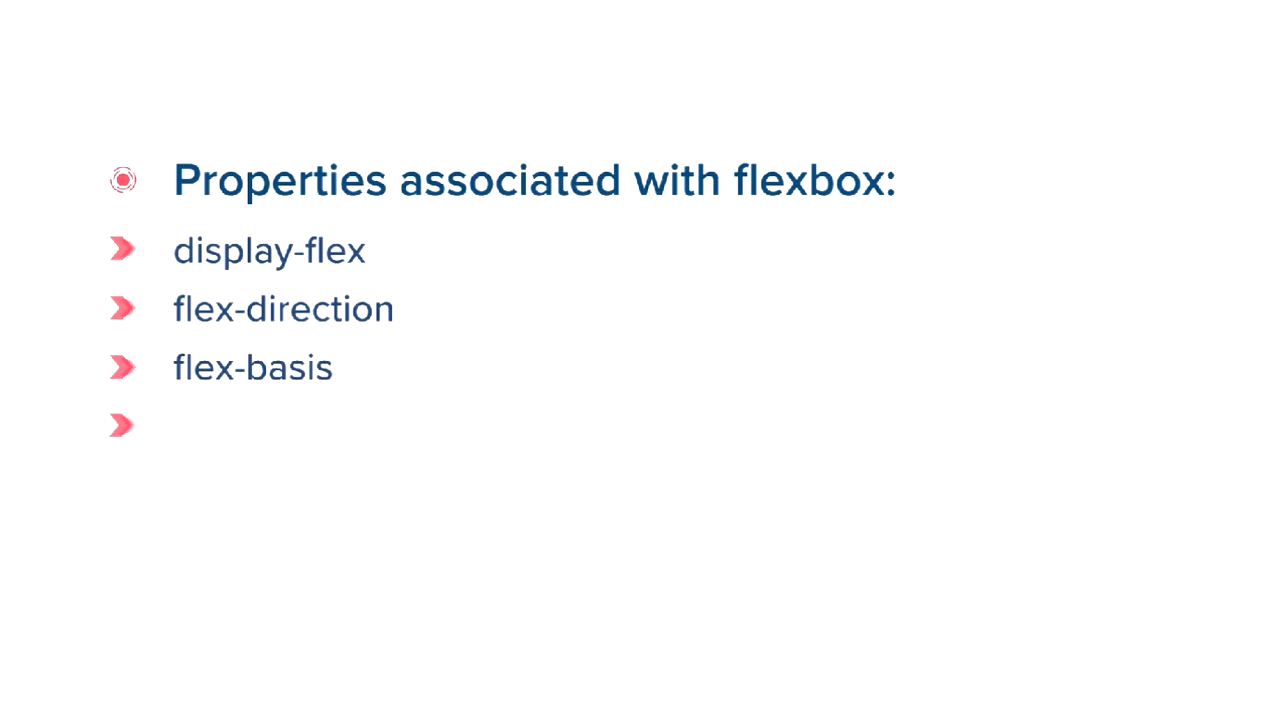 Properties associated with flexbox:
display-flex
flex-direction
flex-basis